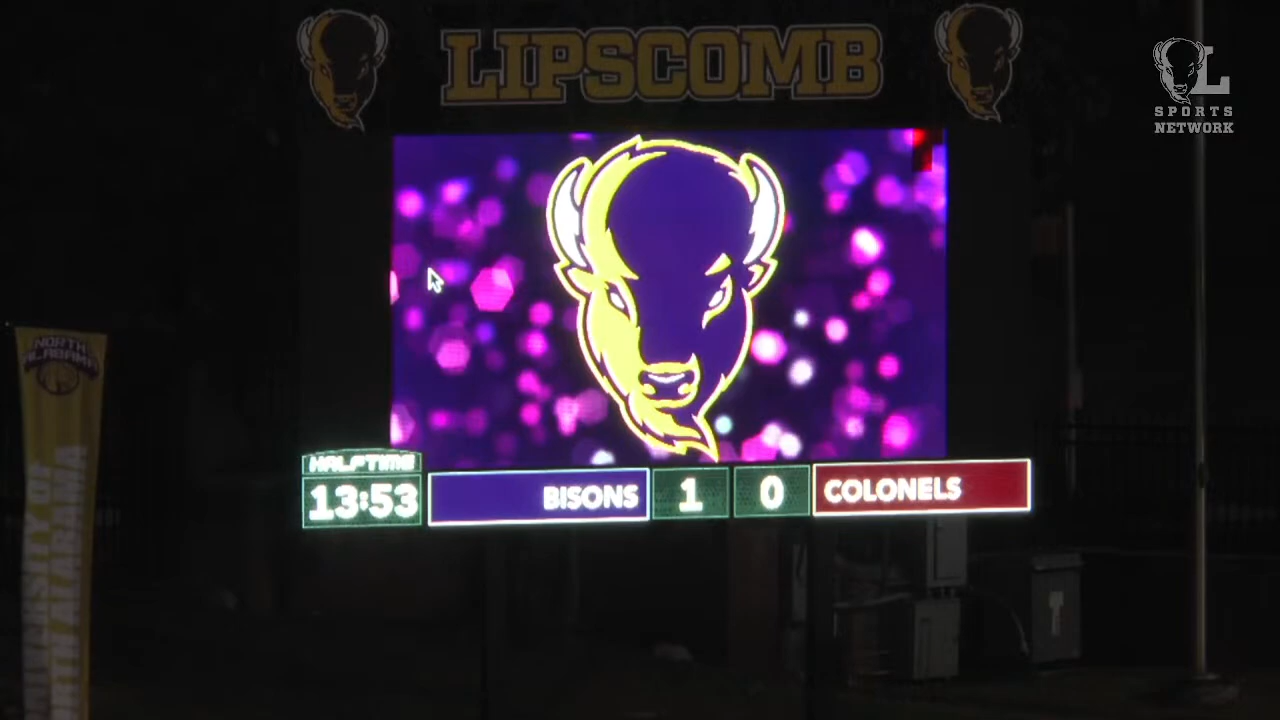 LIPSCOMB
L
SPORTS
NETWORK
NORTH
ALABAMA
UNIVERSITY OF
NORTH ALABAMA
HALFTIME
13:53
BISONS
1
0
COLONELS